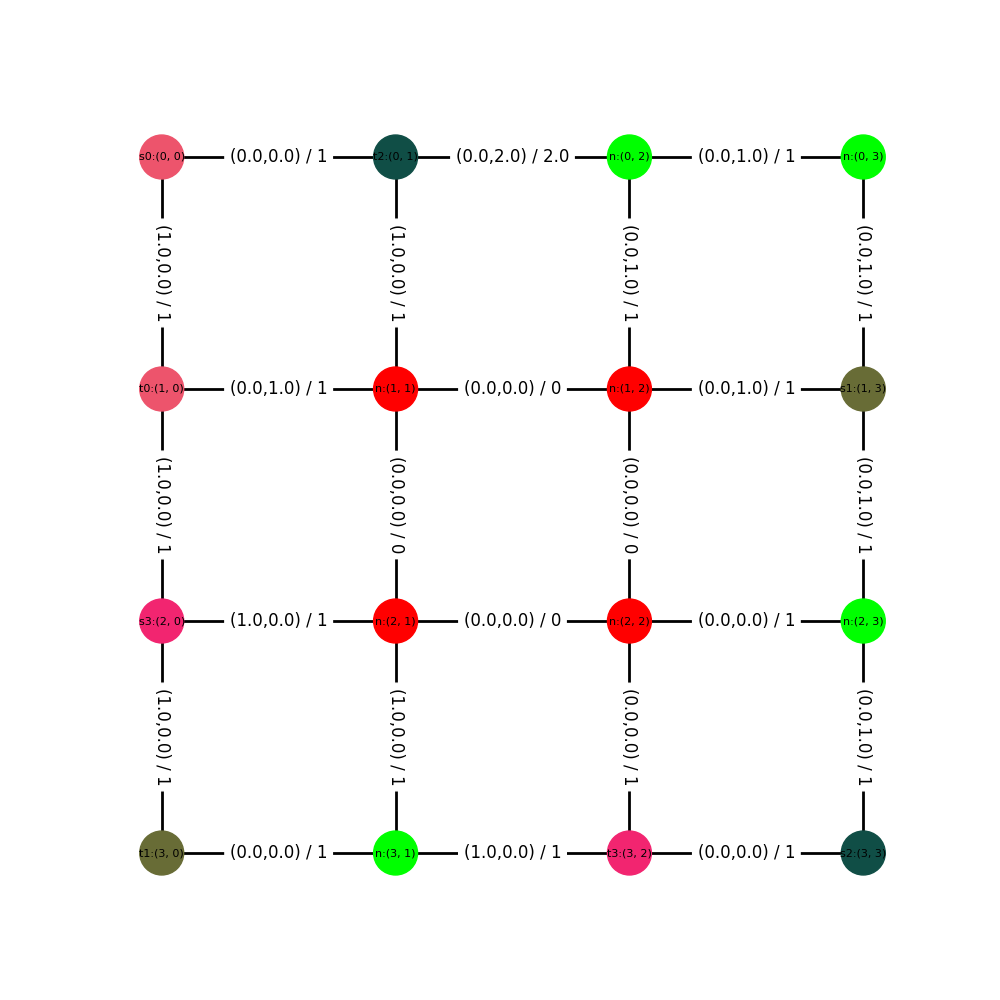 s0:(0, 0) (0.0,0.0) / 1 t2:(0, 1) (0.0,2.0) / 2.0 n:(0, 2) (0.0,1.0) / 1 n:(0, 3)
(1.0,0.0) / 1 (1.0,0.0) / 1 (0.0,1.0) / 1 (0.0,1.0) / 1
t0:(1, 0) (0.0,1.0) / 1 n:(1, 1) (0.0,0.0) / 0 n:(1, 2) (0.0,1.0) / 1 s1:(1, 3)
(1.0,0.0) / 1 (0.0,0.0) / 0 (0.0,0.0) / 0 (0.0,1.0) / 1
s3:(2, 0) (1.0,0.0) / 1 n:(2, 1) (0.0,0.0) / 0 n:(2, 2) (0.0,0.0) / 1 n:(2, 3)
(1.0,0.0) / 1 (1.0,0.0) / 1 (0.0,0.0) / 1 (0.0,1.0) / 1
t1:(3, 0) (0.0,0.0) / 1 n:(3, 1) (1.0,0.0) / 1 t3:(3, 2) (0.0,0.0) / 1 s2:(3, 3)